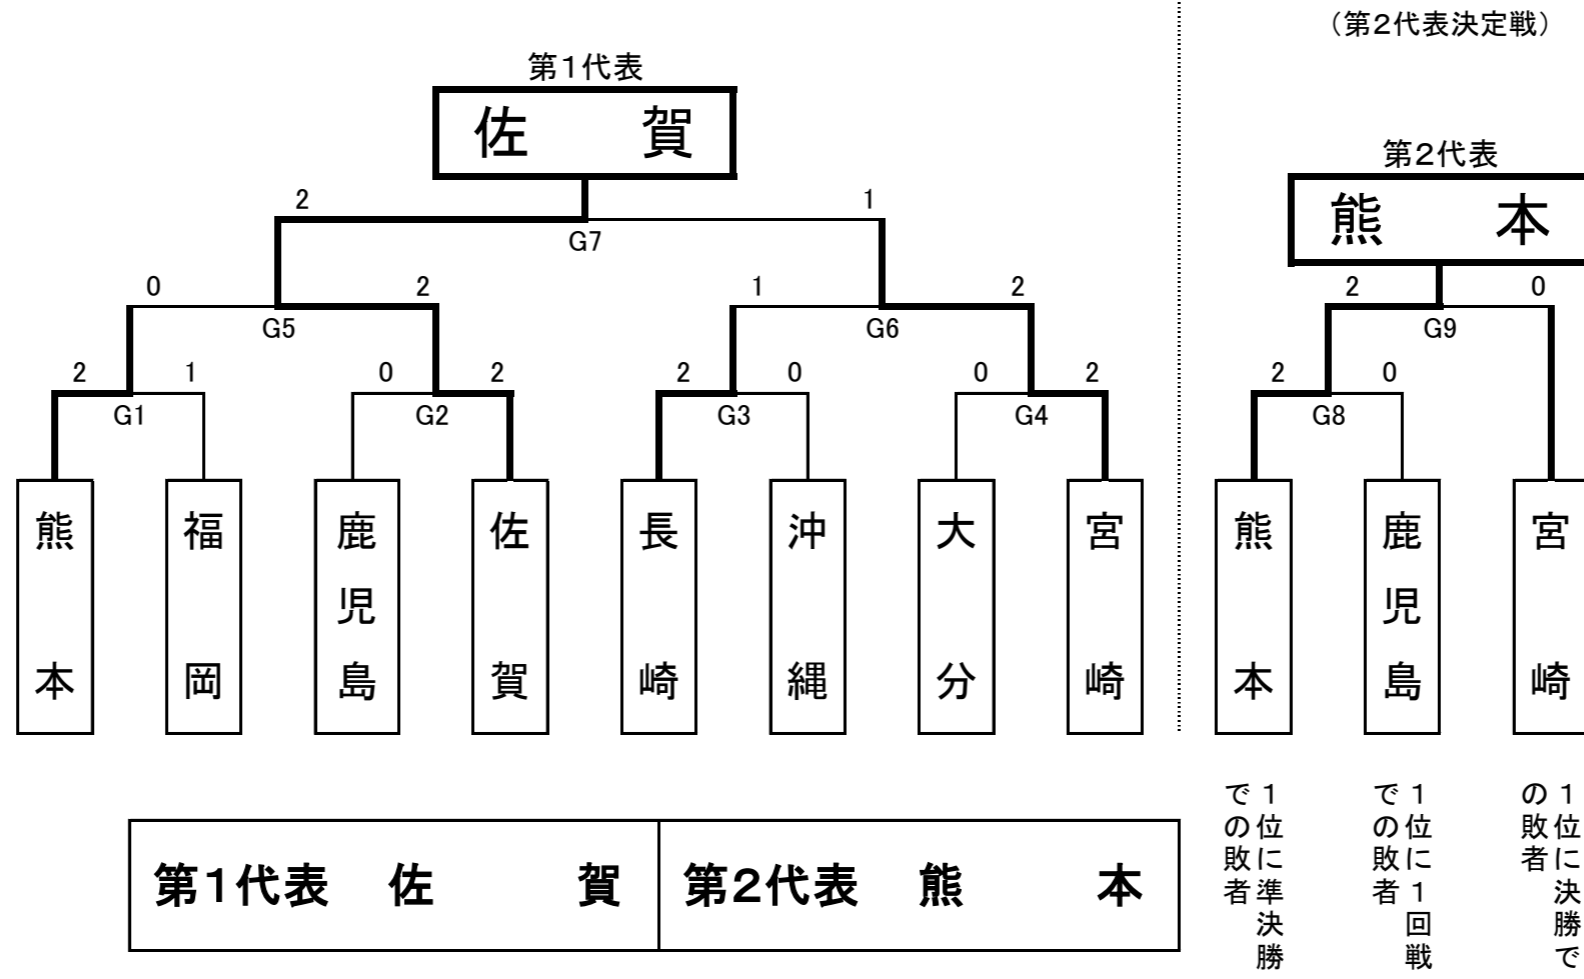 （第2代表決定戦）
第1代表
佐　賀
第2代表
熊　本
2 1
G7
0 2 1 2 2 0
G5 G6 G9
2 1 0 2 2 0 0 2 2 0
G1 G2 G3 G4 G8
熊本
福岡
鹿児島
佐賀
長崎
沖縄
大分
宮崎
熊本
鹿児島
宮崎
1位に準決勝
での敗者
1位に1回戦
での敗者
1位に決勝で
の敗者
第1代表　佐　賀
第2代表　熊　本